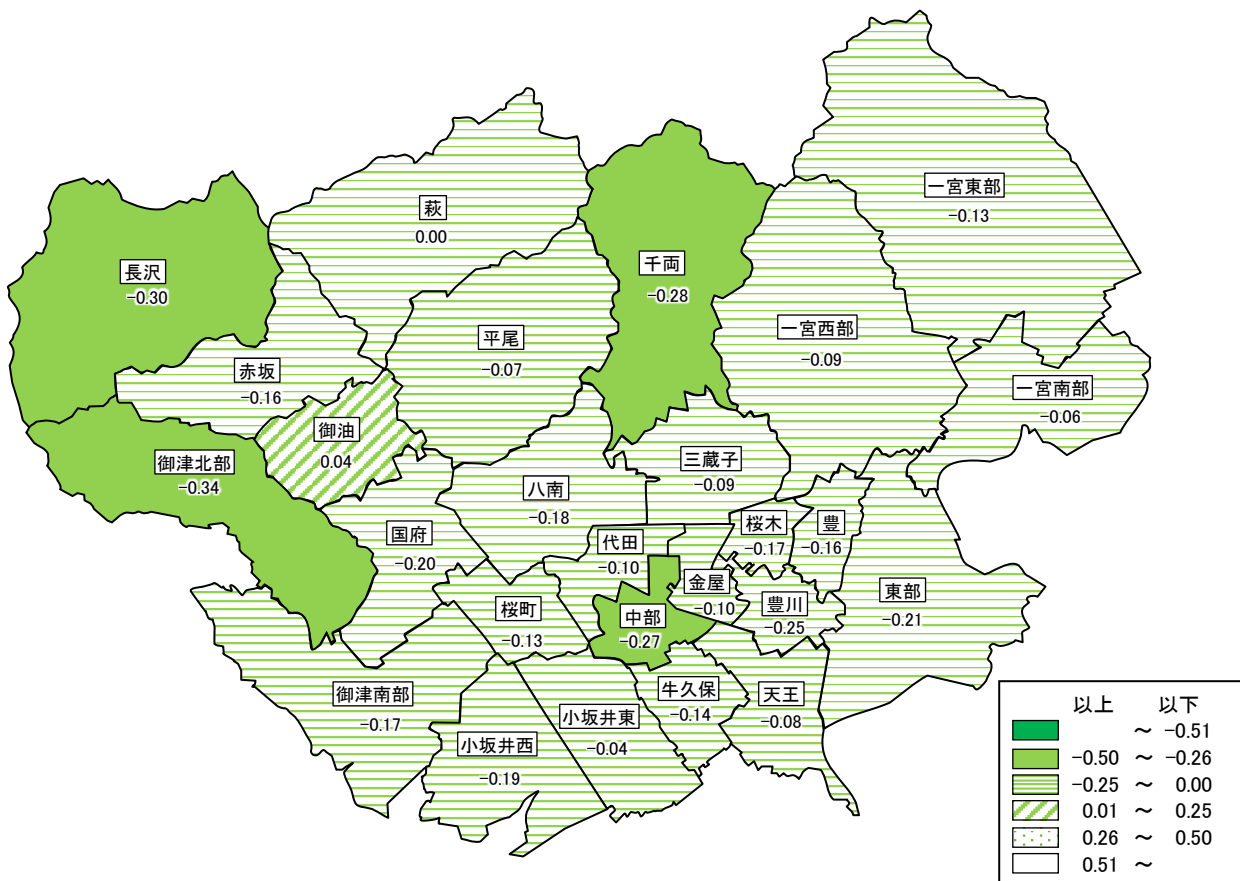 一宮東部
-0.13
萩
0.00
千両
-0.28
長沢
-0.30
一宮西部
-0.09
平尾
-0.07
赤坂
-0.16
一宮南部
-0.06
御油
0.04
御津北部
-0.34
三蔵子
-0.09
八南
-0.18
国府
-0.20
代田
-0.10
桜木
-0.17
豊
-0.16
金屋
-0.10
豊川
-0.25
東部
-0.21
桜町
-0.13
中部
-0.27
御津南部
-0.17
牛久保
-0.14
天王
-0.08
小坂井東
-0.04
小坂井西
-0.19
以上 以下
～ -0.51
-0.50 ～ -0.26
-0.25 ～ 0.00
0.01 ～ 0.25
0.26 ～ 0.50
0.51 ～